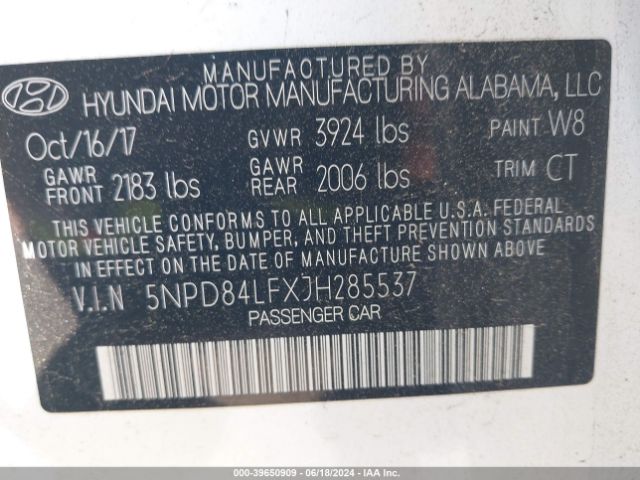 MANUFACTURED BY
HYUNDAI MOTOR MANUFACTURING ALABAMA, LLC
Oct/16/17 GVWR 3924 lbs PAINT W8
GAWR FRONT 2183 lbs GAWR REAR 2006 lbs TRIM CT
THIS VEHICLE CONFORMS TO ALL APPLICABLE U.S.A. FEDERAL
MOTOR VEHICLE SAFETY, BUMPER, AND THEFT PREVENTION STANDARDS
IN EFFECT ON THE DATE OF MANUFACTURE SHOWN ABOVE
V.I.N 5NPD84LFXJH285537
PASSENGER CAR
000-39650909 - 06/18/2024 - COPART.COM